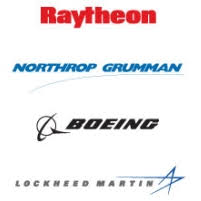 Raytheon
NORTHROP GRUMMAN
BOEING
LOCKHEED MARTIN